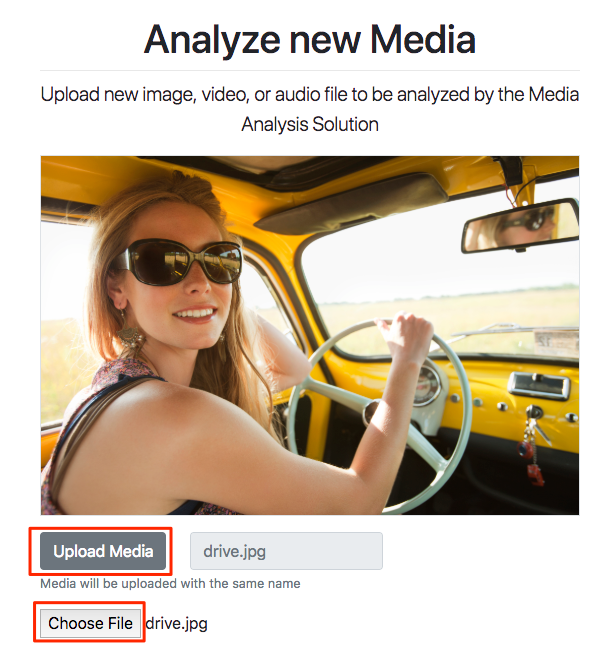 Analyze new Media
Upload new image, video, or audio file to be analyzed by the Media
Analysis Solution
Upload Media
drive.jpg
Media will be uploaded with the same name
Choose File drive.jpg